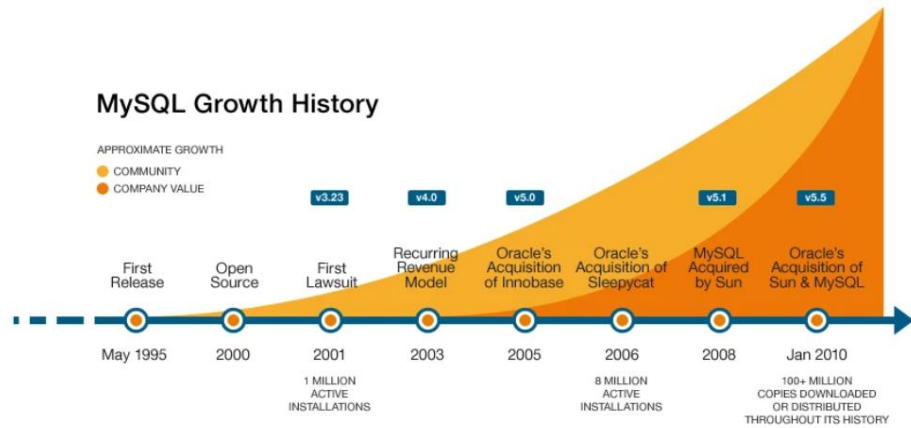 MySQL Growth History
APPROXIMATE GROWTH
COMMUNITY
COMPANY VALUE
v3.23
v4.0
v5.0
v5.1
v5.5
First
Release
Open
Source
First
Lawsuit
Recurring
Revenue
Model
Oracle's
Acquisition
of Innobase
Oracle's
Acquisition of
Sleepycat
MySQL
Acquired
by Sun
Oracle's
Acquisition of
Sun & MySQL
May 1995
2000
2001
2003
2005
2006
2008
Jan 2010
1 MILLION
ACTIVE
INSTALLATIONS
8 MILLION
ACTIVE
INSTALLATIONS
100+ MILLION
COPIES DOWNLOADED
OR DISTRIBUTED
THROUGHOUT ITS HISTORY